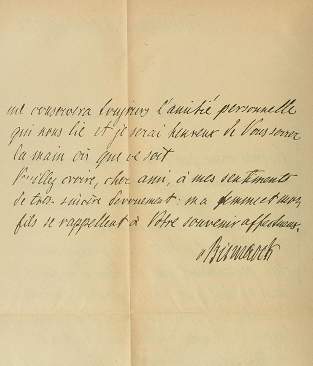 me conservera toujours l'amitié personnelle
qui nous lie et je serai heureux de Vous serrer
la main où que ce soit
Veuillez croire, cher ami, à mes sentiments
de très sincère dévouement: ma femme et mon
fils se rappellent à Votre souvenir affectueux.
v Bismarck